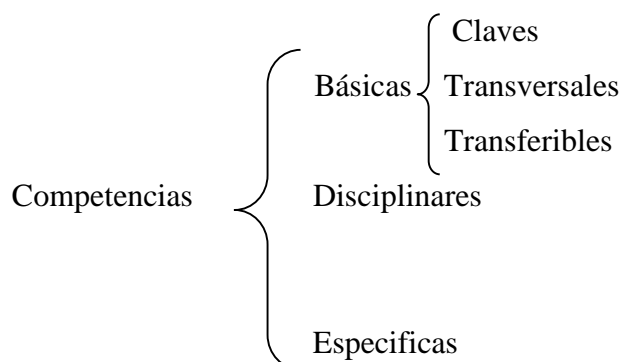 Claves
Básicas Transversales
Transferibles
Competencias Disciplinares
Especificas